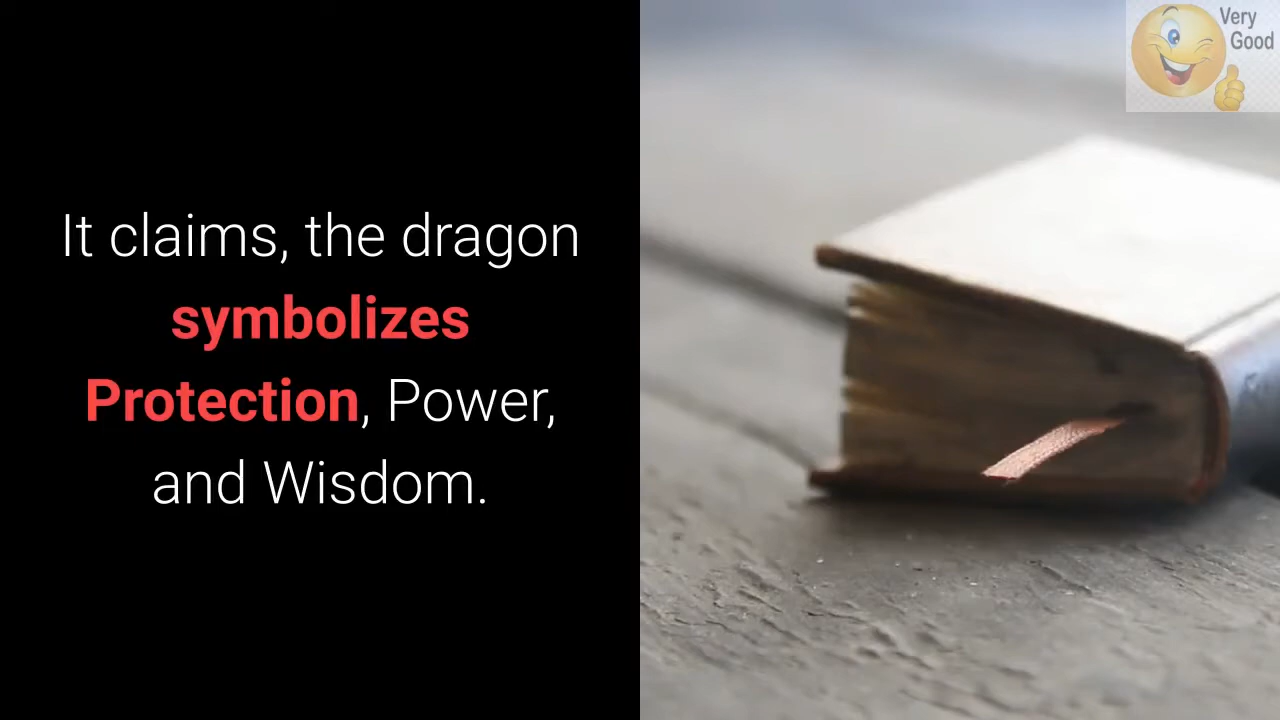 It claims, the dragon
symbolizes
Protection, Power,
and Wisdom.
Very
Good